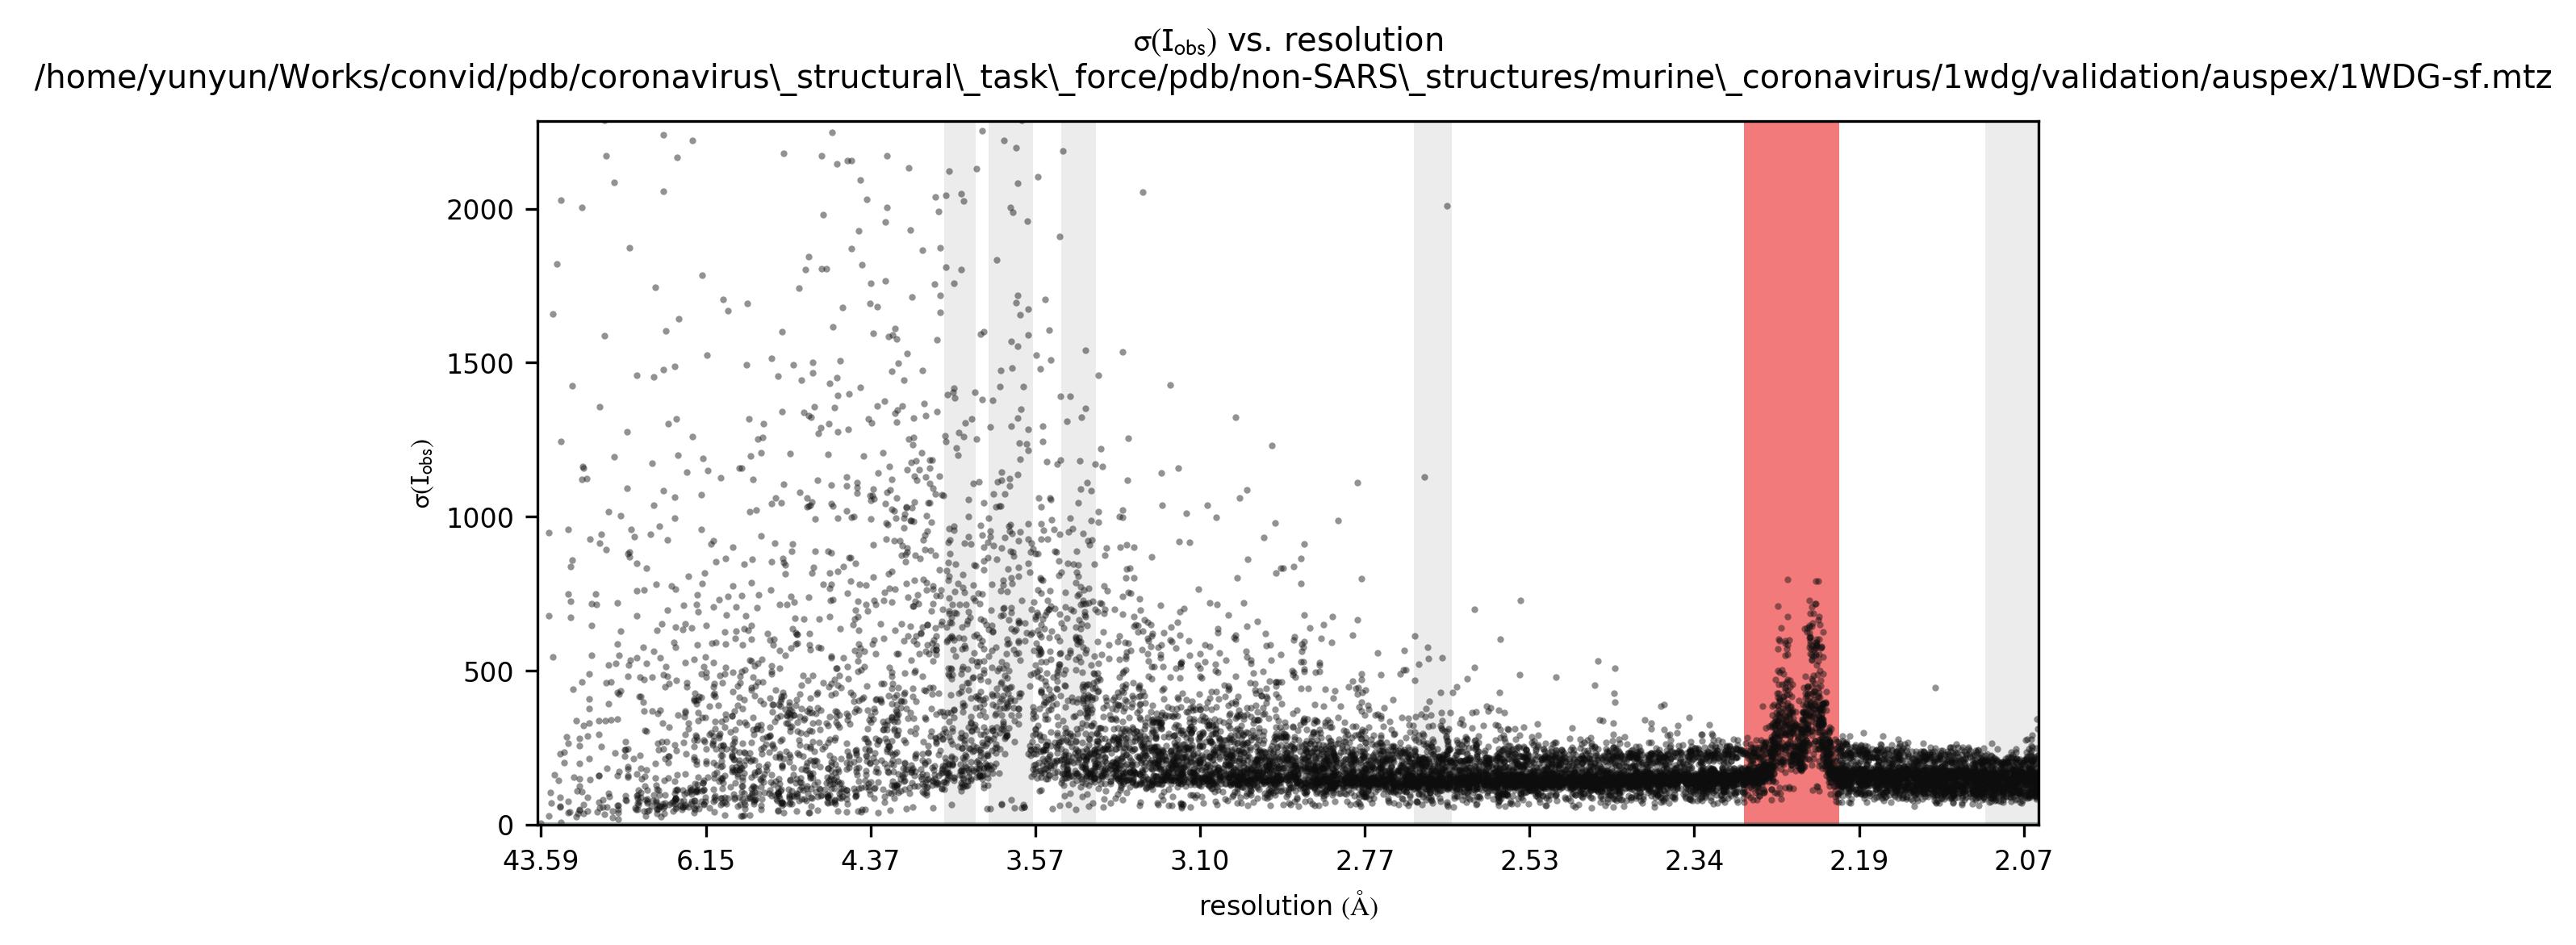 σ(Iobs) vs. resolution
/home/yunyun/Works/convid/pdb/coronavirus\_structural\_task\_force/pdb/non-SARS\_structures/murine\_coronavirus/1wdg/validation/auspex/1WDG-sf.mtz
2000
1500
1000
500
0
σ(Iobs)
43.59 6.15 4.37 3.57 3.10 2.77 2.53 2.34 2.19 2.07
resolution (Å)